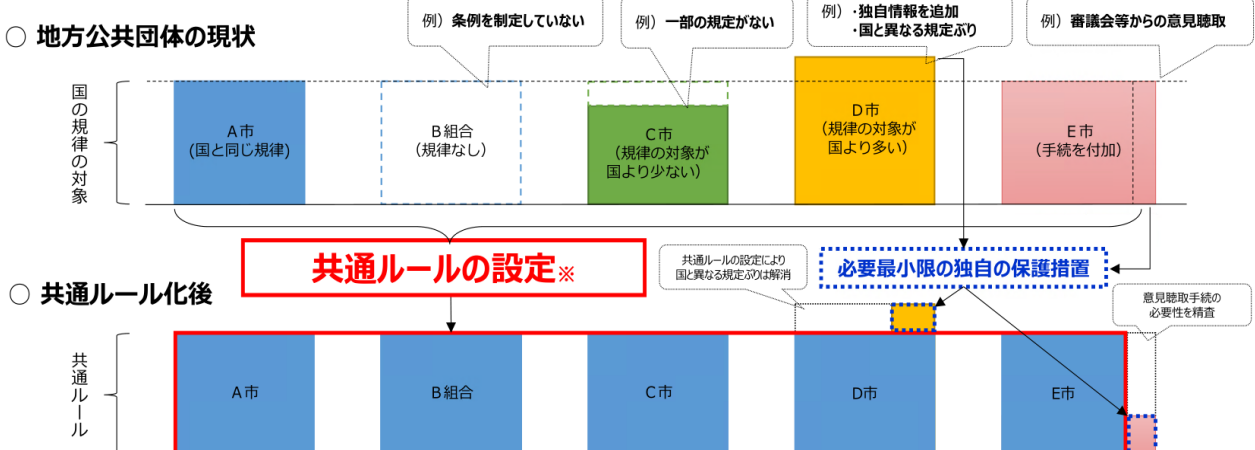 ○ 地方公共団体の現状
例）条例を制定していない
例）一部の規定がない
例）・独自情報を追加
・国と異なる規定ぶり
例）審議会等からの意見聴取
国の規律の対象
A市
(国と同じ規律)
B組合
（規律なし）
C市
（規律の対象が
国より少ない）
D市
（規律の対象が
国より多い）
E市
（手続を付加）
共通ルールの設定※
共通ルールの設定により
国と異なる規定ぶりは解消
必要最小限の独自の保護措置
○ 共通ルール化後
意見聴取手続の
必要性を精査
共通ルール
A市
B組合
C市
D市
E市